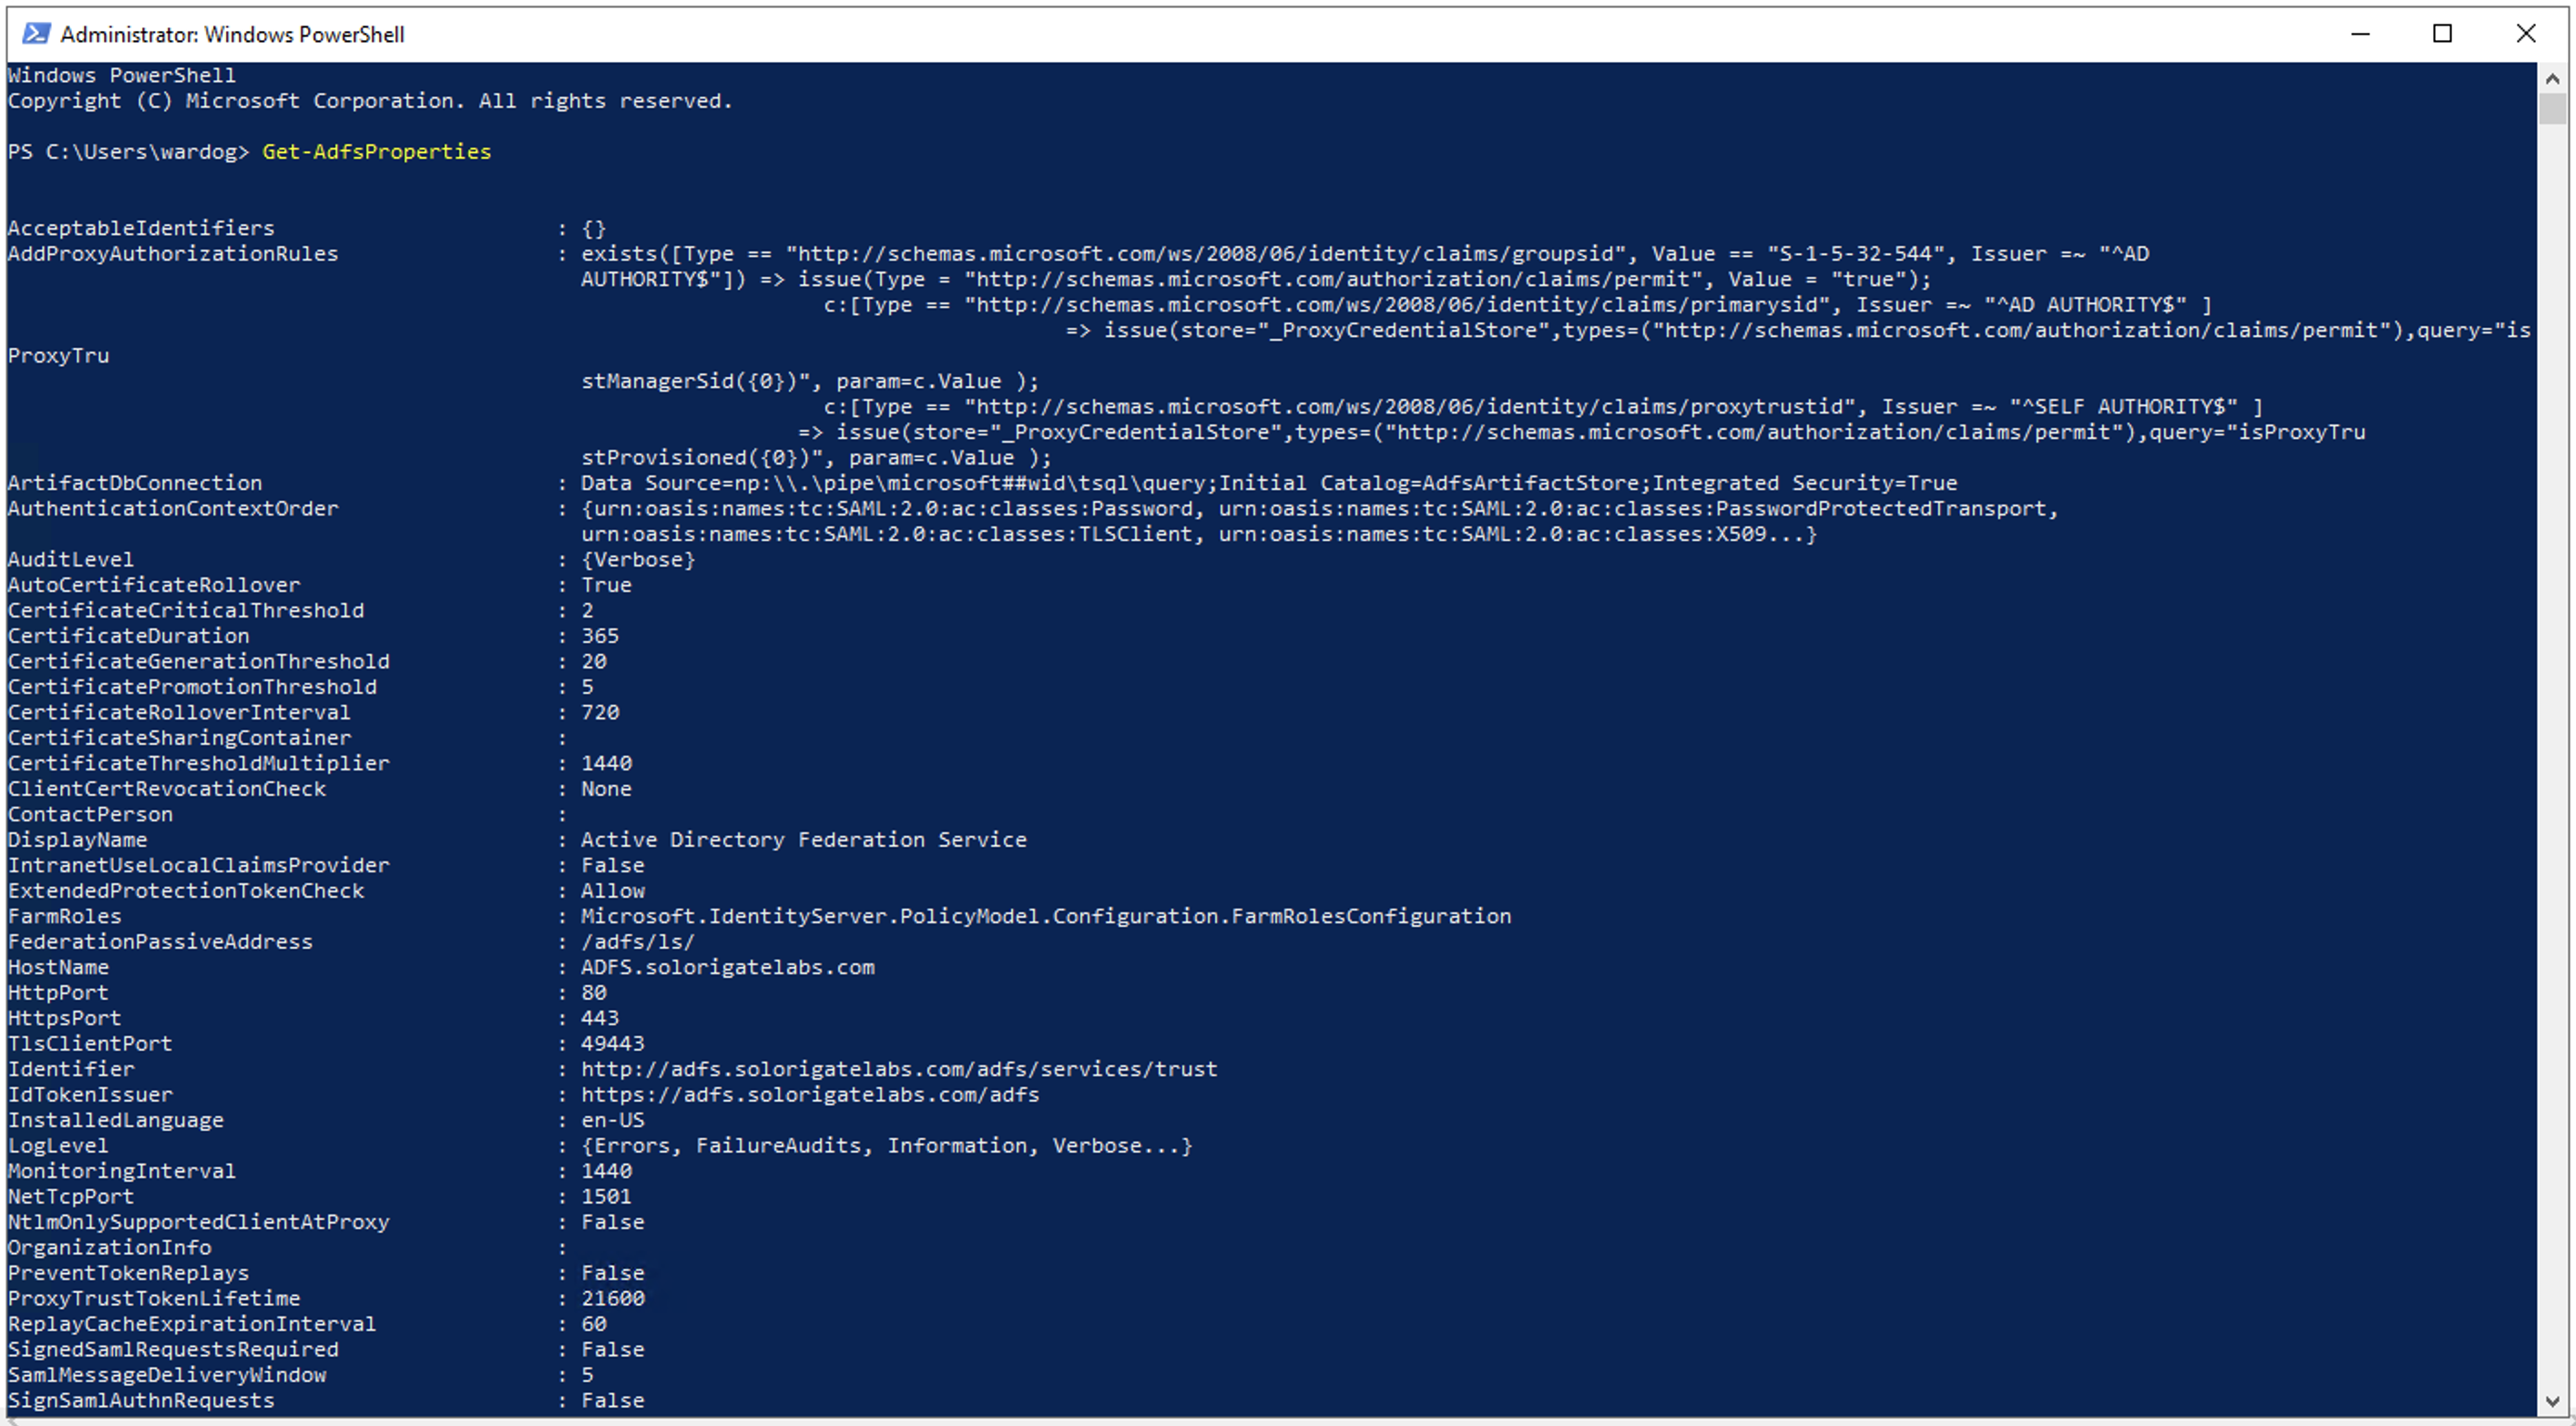 Administrator: Windows PowerShell
Windows PowerShell
Copyright (C) Microsoft Corporation. All rights reserved.
PS C:\Users\wardog> Get-AdfsProperties
AcceptableIdentifiers : {}
AddProxyAuthorizationRules : exists([Type == "http://schemas.microsoft.com/ws/2008/06/identity/claims/groupsid", Value == "S-1-5-32-544", Issuer =~ "^AD
AUTHORITY$"]) => issue(Type = "http://schemas.microsoft.com/authorization/claims/permit", Value = "true");
c:[Type == "http://schemas.microsoft.com/ws/2008/06/identity/claims/primarysid", Issuer =~ "^AD AUTHORITY$" ]
=> issue(store="_ProxyCredentialStore",types=("http://schemas.microsoft.com/authorization/claims/permit"),query="is
ProxyTru
stManagerSid({0})", param=c.Value );
c:[Type == "http://schemas.microsoft.com/ws/2008/06/identity/claims/proxytrustid", Issuer =~ "^SELF AUTHORITY$" ]
=> issue(store="_ProxyCredentialStore",types=("http://schemas.microsoft.com/authorization/claims/permit"),query="isProxyTru
stProvisioned({0})", param=c.Value );
ArtifactDbConnection : Data Source=np:\\.\pipe\microsoft##wid\tsql\query;Initial Catalog=AdfsArtifactStore;Integrated Security=True
AuthenticationContextOrder : {urn:oasis:names:tc:SAML:2.0:ac:classes:Password, urn:oasis:names:tc:SAML:2.0:ac:classes:PasswordProtectedTransport,
urn:oasis:names:tc:SAML:2.0:ac:classes:TLSClient, urn:oasis:names:tc:SAML:2.0:ac:classes:X509...}
AuditLevel : {Verbose}
AutoCertificateRollover : True
CertificateCriticalThreshold : 2
CertificateDuration : 365
CertificateGenerationThreshold : 20
CertificatePromotionThreshold : 5
CertificateRolloverInterval : 720
CertificateSharingContainer :
CertificateThresholdMultiplier : 1440
ClientCertRevocationCheck : None
ContactPerson :
DisplayName : Active Directory Federation Service
IntranetUseLocalClaimsProvider : False
ExtendedProtectionTokenCheck : Allow
FarmRoles : Microsoft.IdentityServer.PolicyModel.Configuration.FarmRolesConfiguration
FederationPassiveAddress : /adfs/ls/
HostName : ADFS.solorigatelabs.com
HttpPort : 80
HttpsPort : 443
TlsClientPort : 49443
Identifier : http://adfs.solorigatelabs.com/adfs/services/trust
IdTokenIssuer : https://adfs.solorigatelabs.com/adfs
InstalledLanguage : en-US
LogLevel : {Errors, FailureAudits, Information, Verbose...}
MonitoringInterval : 1440
NetTcpPort : 1501
NtlmOnlySupportedClientAtProxy : False
OrganizationInfo :
PreventTokenReplays : False
ProxyTrustTokenLifetime : 21600
ReplayCacheExpirationInterval : 60
SignedSamlRequestsRequired : False
SamlMessageDeliveryWindow : 5
SignSamlAuthnRequests : False